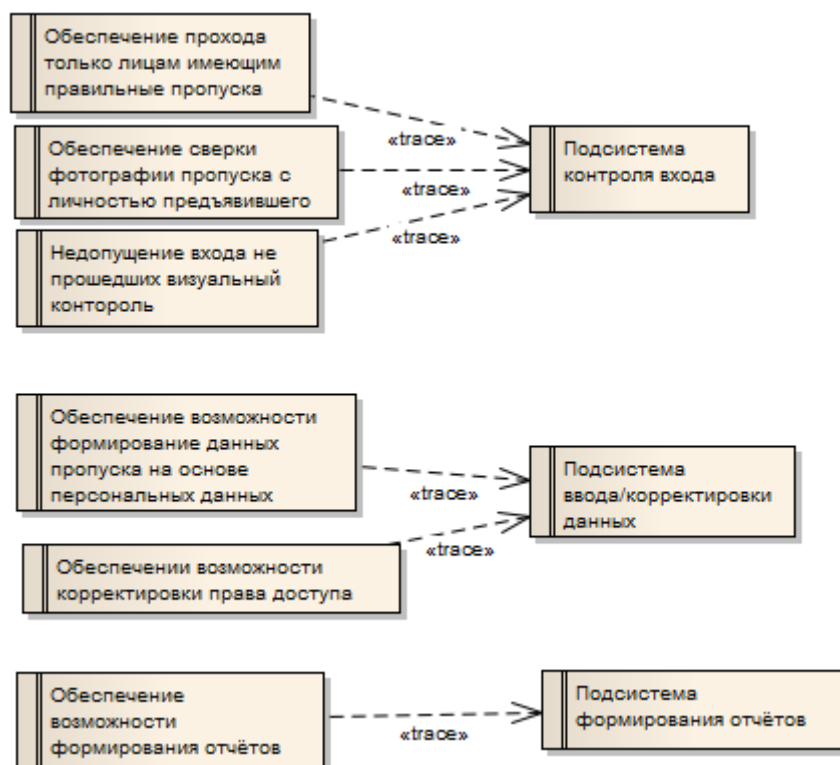 Обеспечение прохода
только лицам имеющим
правильные пропуска
«trace»
Обеспечение сверки
фотографии пропуска с
личностью предъявившего
«trace»
Недопущение входа не
прошедших визуальный
контороль
«trace»
Подсистема
контроля входа
Обеспечение возможности
формирование данных
пропуска на основе
персональных данных
«trace»
Обеспечении возможности
корректировки права доступа
«trace»
Подсистема
ввода/корректировки
данных
Обеспечение
возможности
формирования отчётов
«trace»
Подсистема
формирования отчётов